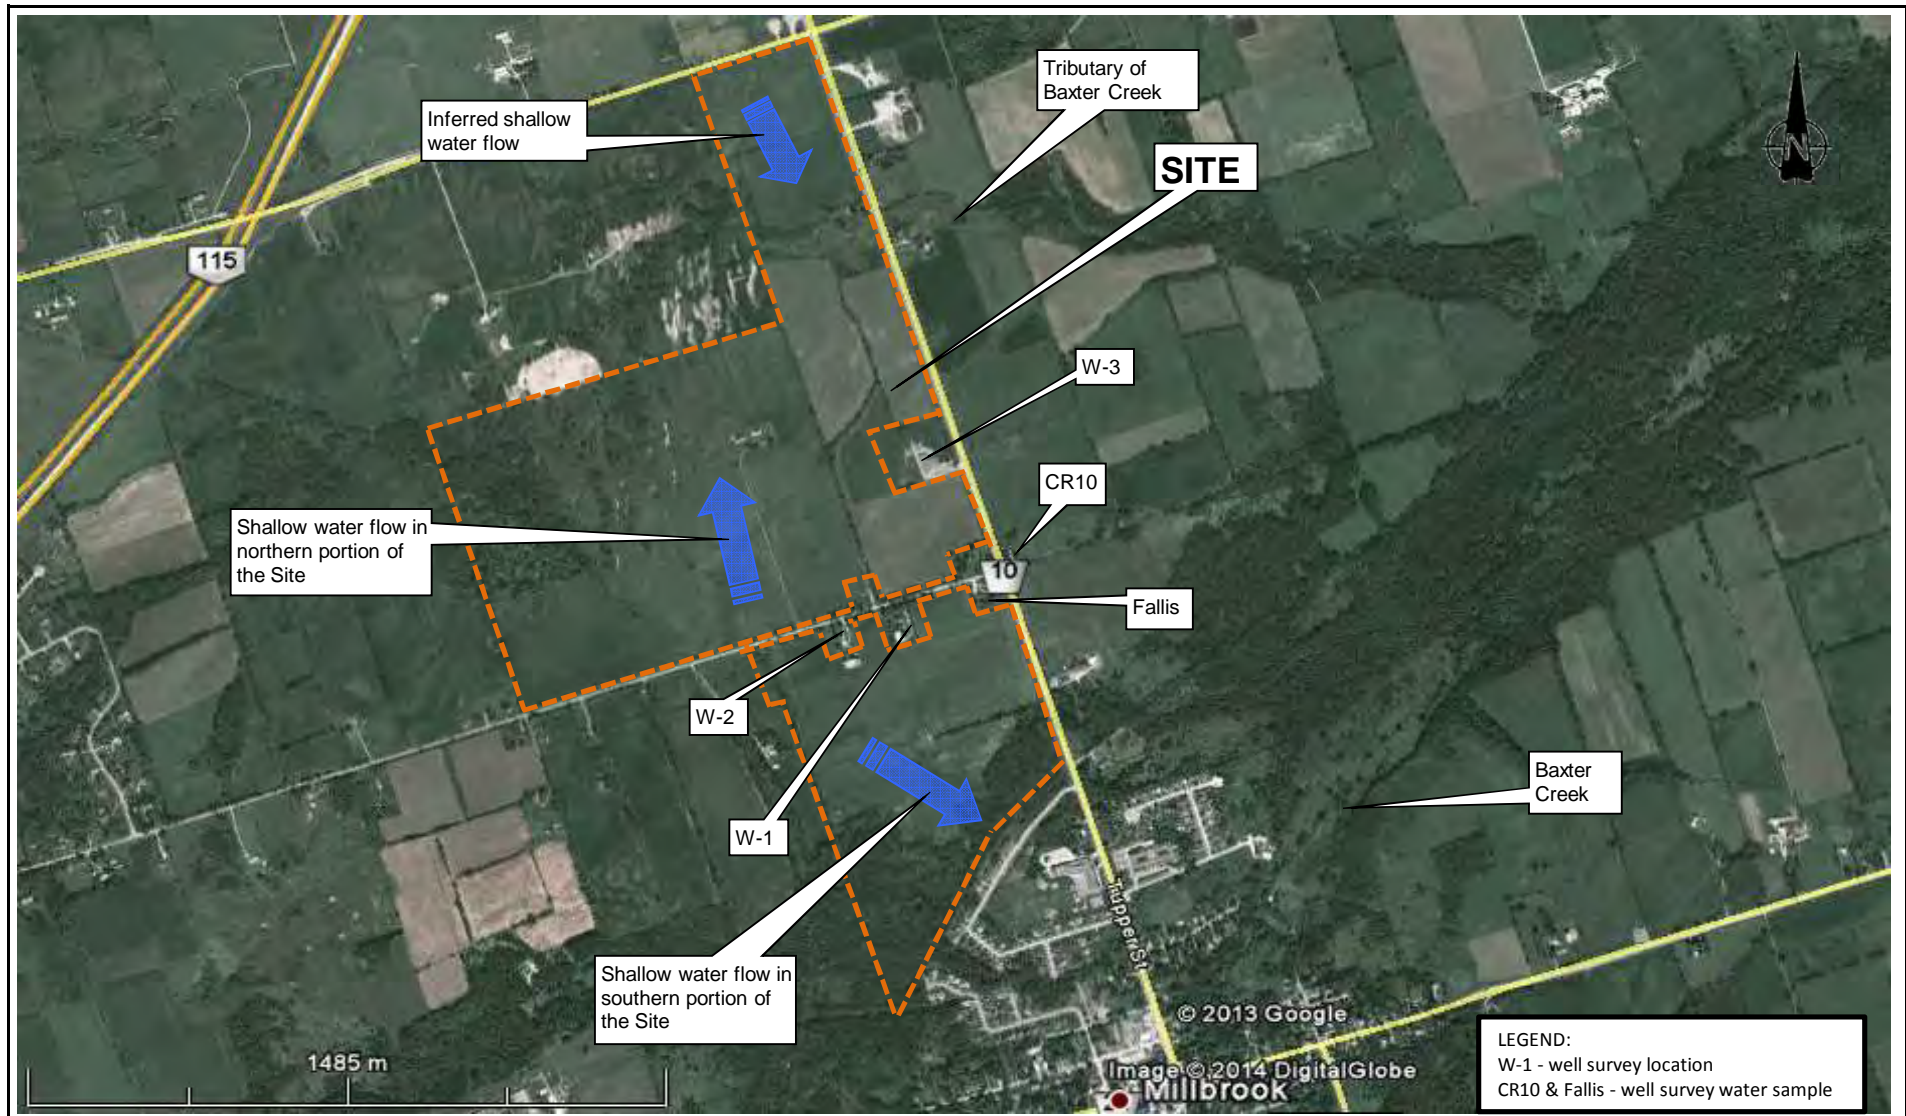 Tributary of
Baxter Creek
Inferred shallow
water flow
SITE
N
115
W-3
CR10
Shallow water flow in
northern portion of
the Site
10
Fallis
W-2
W-1
Baxter
Creek
Tupper St
Shallow water flow in
southern portion of
the Site
© 2013 Google
1485 m
Image © 2014 DigitalGlobe
Millbrook
LEGEND:
W-1 - well survey location
CR10 & Fallis - well survey water sample